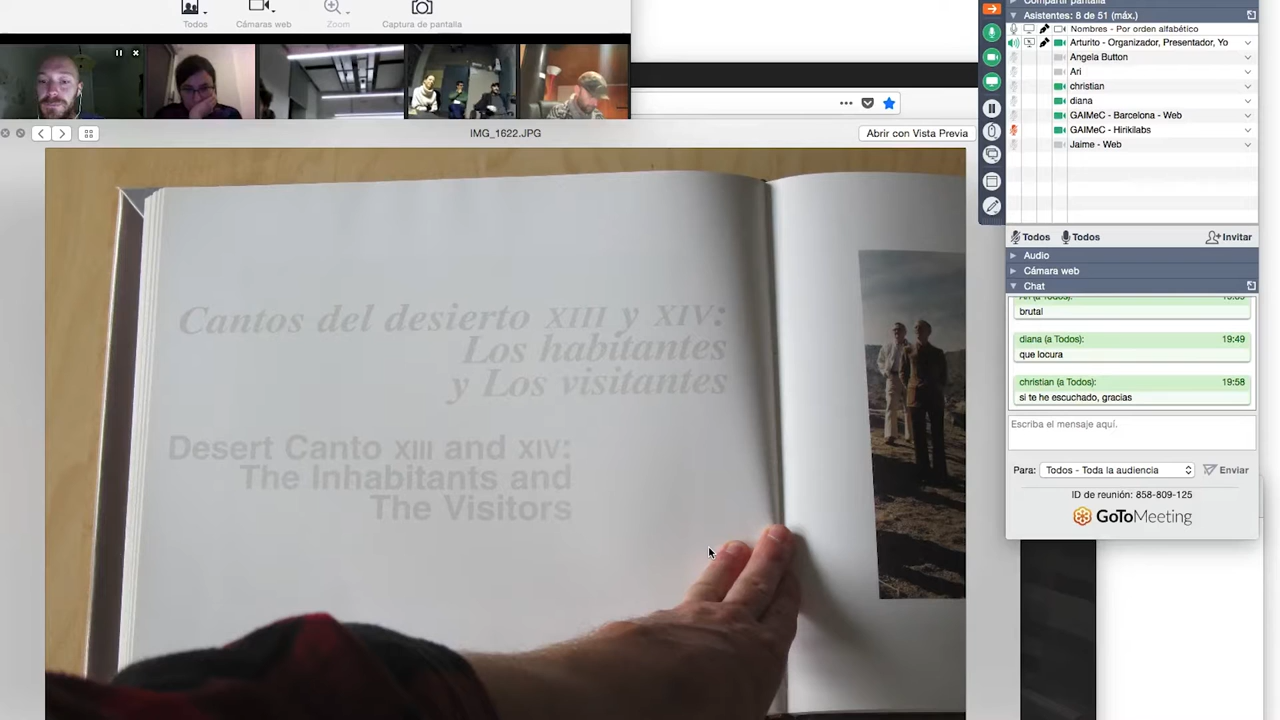 Todos
Cámaras web
Zoom
Captura de pantalla
IMG_1622.JPG
Abrir con Vista Previa
Cantos del desierto XIII y XIV:
Los habitantes
y Los visitantes
Desert Canto XIII and XIV:
The Inhabitants and
The Visitors
Compartir pantalla
Asistentes: 8 de 51 (máx.)
Nombres - Por orden alfabético
Arturito - Organizador, Presentador, Yo
Angela Button
Ari
christian
diana
GAIMeC - Barcelona - Web
GAIMeC - Hirikilabs
Jaime - Web
Todos
Todos
Invitar
Audio
Cámara web
Chat
brutal
diana (a Todos): 19:49
que locura
christian (a Todos): 19:58
si te he escuchado, gracias
Escriba el mensaje aquí.
Para: Todos - Toda la audiencia
Enviar
ID de reunión: 858-809-125
GoToMeeting